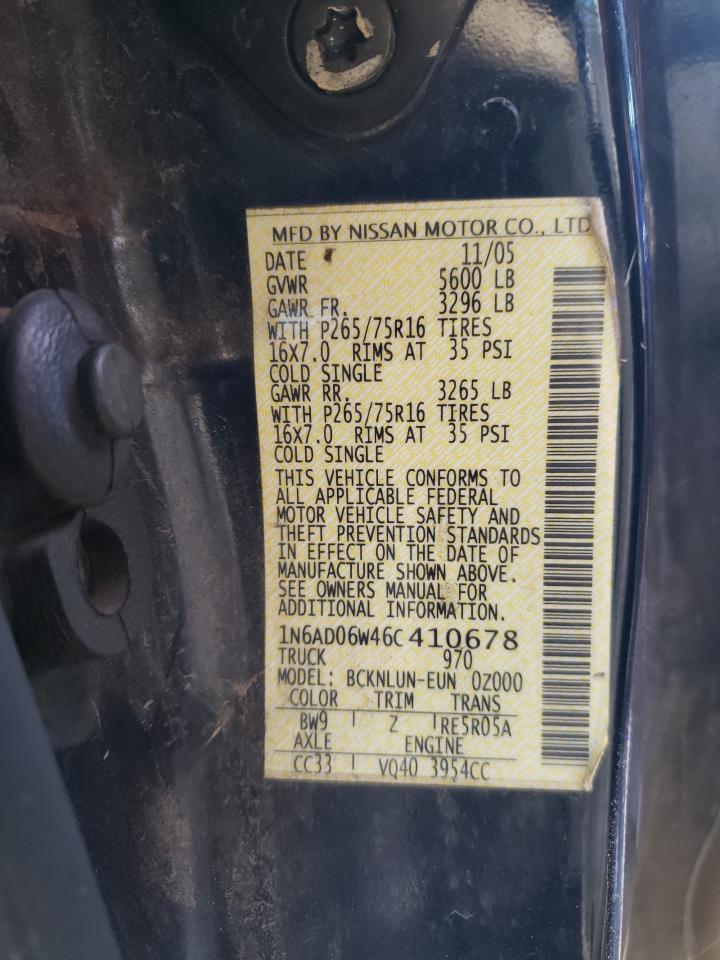 MFD BY NISSAN MOTOR CO., LTD
DATE 11/05
GVWR 5600 LB
GAWR FR. 3296 LB
WITH P265/75R16 TIRES
16X7.0 RIMS AT 35 PSI
COLD SINGLE
GAWR RR. 3265 LB
WITH P265/75R16 TIRES
16X7.0 RIMS AT 35 PSI
COLD SINGLE
THIS VEHICLE CONFORMS TO
ALL APPLICABLE FEDERAL
MOTOR VEHICLE SAFETY AND
THEFT PREVENTION STANDARDS
IN EFFECT ON THE DATE OF
MANUFACTURE SHOWN ABOVE.
SEE OWNERS MANUAL FOR
ADDITIONAL INFORMATION.
1N6AD06W46C410678
TRUCK 970
MODEL: BCKNLUN-EUN 0Z000
COLOR TRIM TRANS
BW9 Z RE5R05A
AXLE ENGINE
CC33 VQ40 3954CC